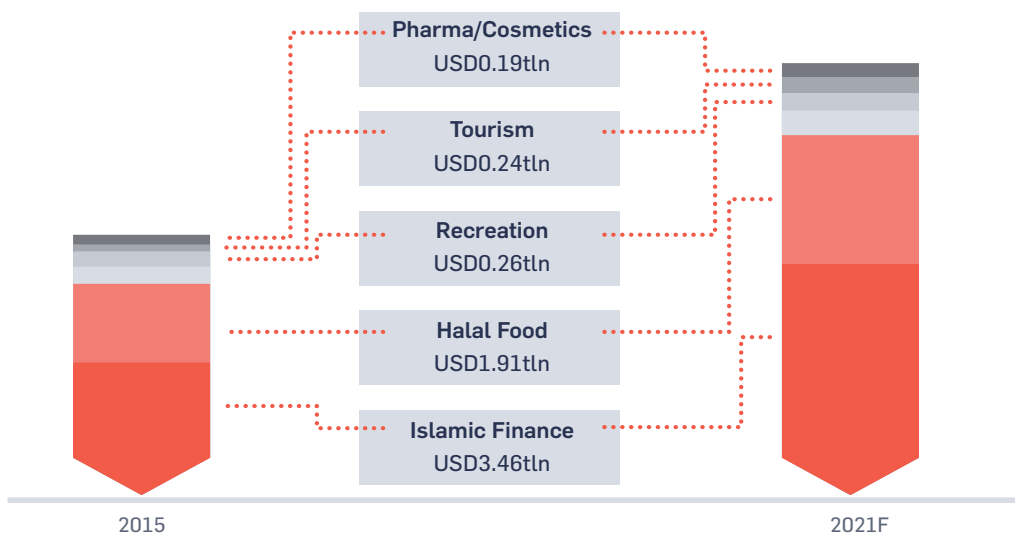 Pharma/Cosmetics
USD0.19tln
Tourism
USD0.24tln
Recreation
USD0.26tln
Halal Food
USD1.91tln
Islamic Finance
USD3.46tln
2015
2021F